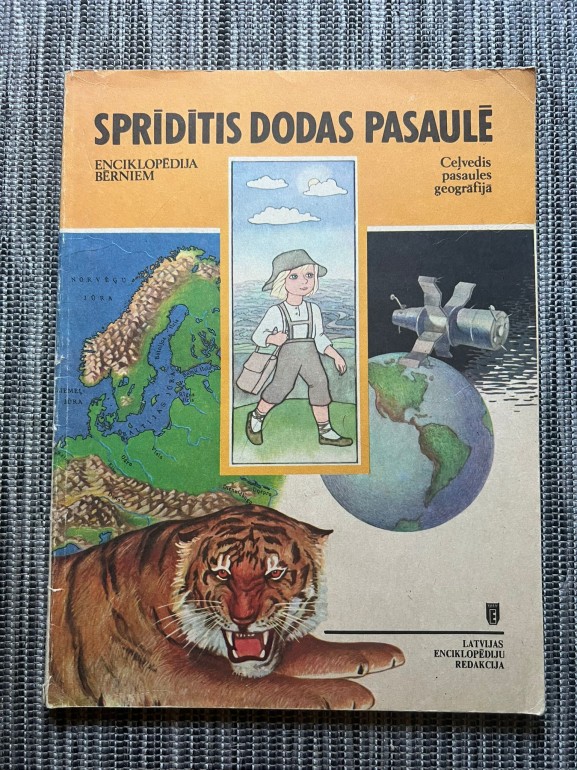 SPRĪDĪTIS DODAS PASAULĒ
ENCIKLOPĒDIJA
BĒRNIEM
Ceļvedis
pasaules
ģeogrāfijā
NORVĒĢU
JŪRA
JŪRA
E
LATVIJAS
ENCIKLOPĒDIJU
REDAKCIJA